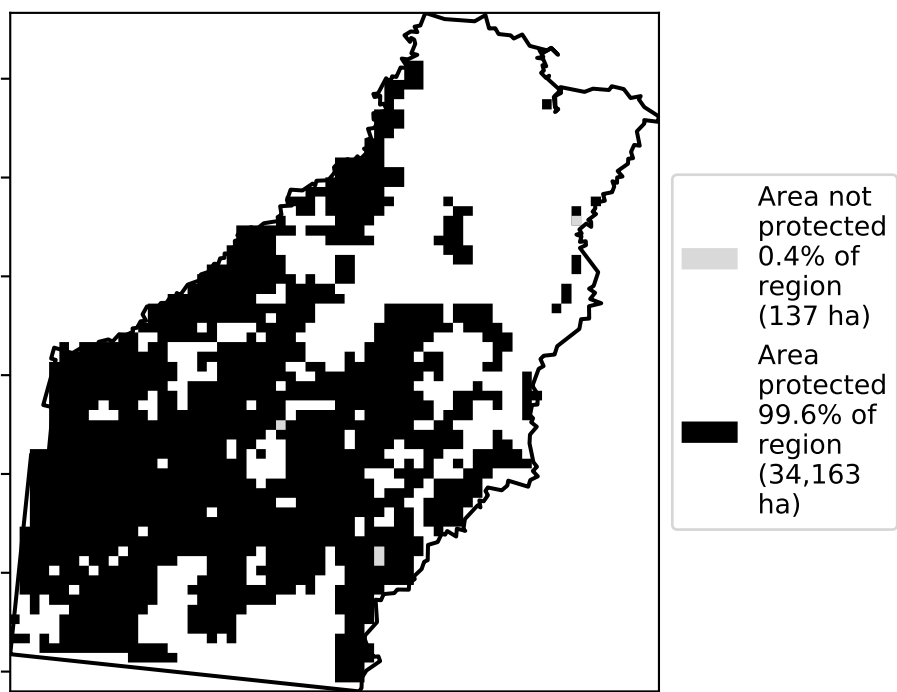 Area not
protected
0.4% of
region
(137 ha)
Area
protected
99.6% of
region
(34,163
ha)